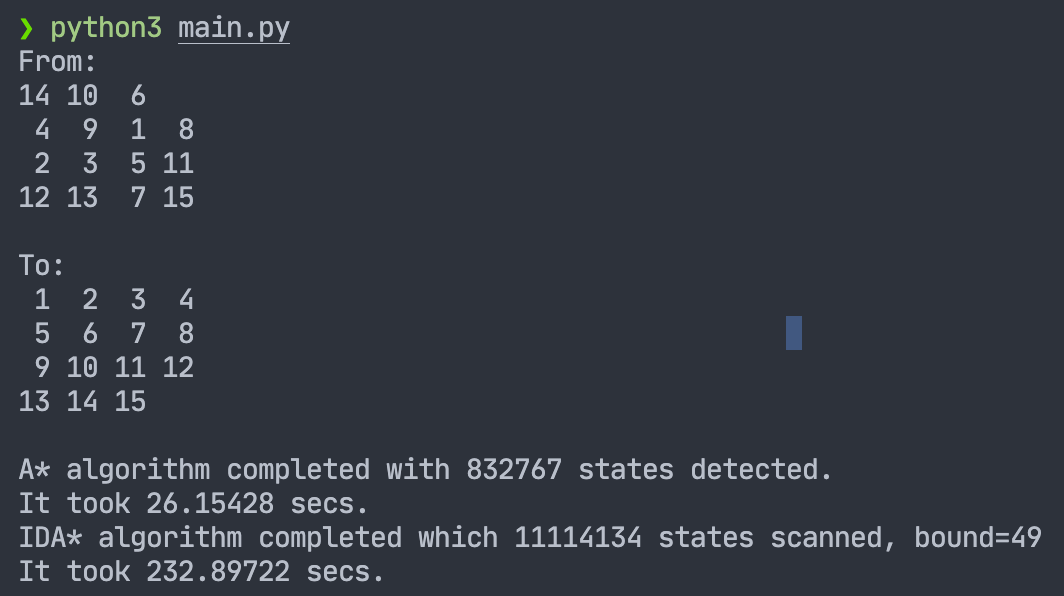 ❯ python3 main.py
From:
14 10  6
 4  9  1  8
 2  3  5 11
12 13  7 15

To:
 1  2  3  4
 5  6  7  8
 9 10 11 12
13 14 15

A* algorithm completed with 832767 states detected.
It took 26.15428 secs.
IDA* algorithm completed which 11114134 states scanned, bound=49
It took 232.89722 secs.